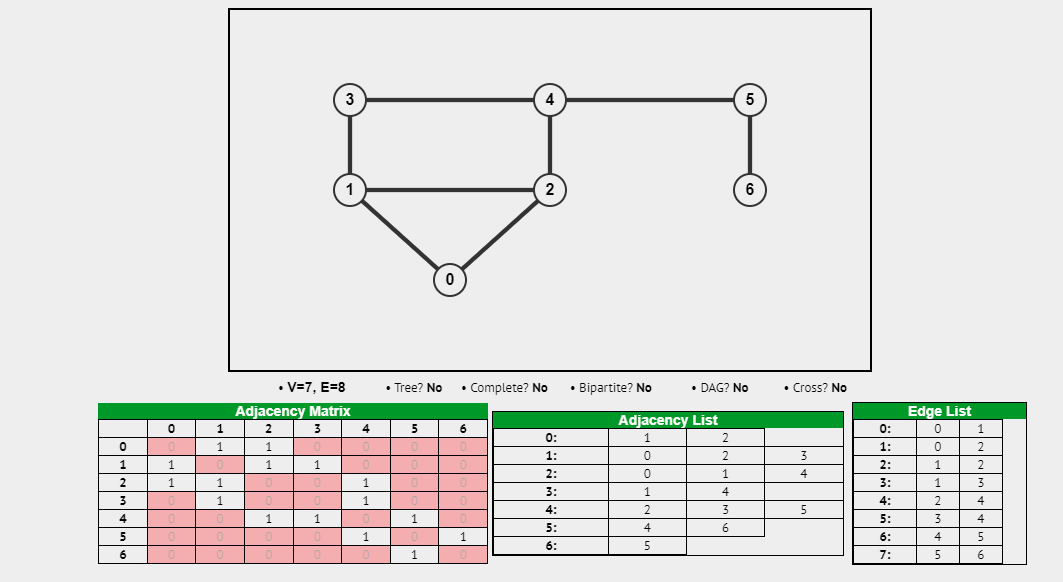 3 4 5
1 2 6
0
• V=7, E=8 • Tree? No • Complete? No • Bipartite? No • DAG? No • Cross? No
Adjacency Matrix
0 1 2 3 4 5 6
0 0 1 1 0 0 0 0
1 1 0 1 1 0 0 0
2 1 1 0 0 1 0 0
3 0 1 0 0 1 0 0
4 0 0 1 1 0 1 0
5 0 0 0 0 1 0 1
6 0 0 0 0 0 1 0
Adjacency List
0: 1 2
1: 0 2 3
2: 0 1 4
3: 1 4
4: 2 3 5
5: 4 6
6: 5
Edge List
0: 0 1
1: 0 2
2: 1 2
3: 1 3
4: 2 4
5: 3 4
6: 4 5
7: 5 6